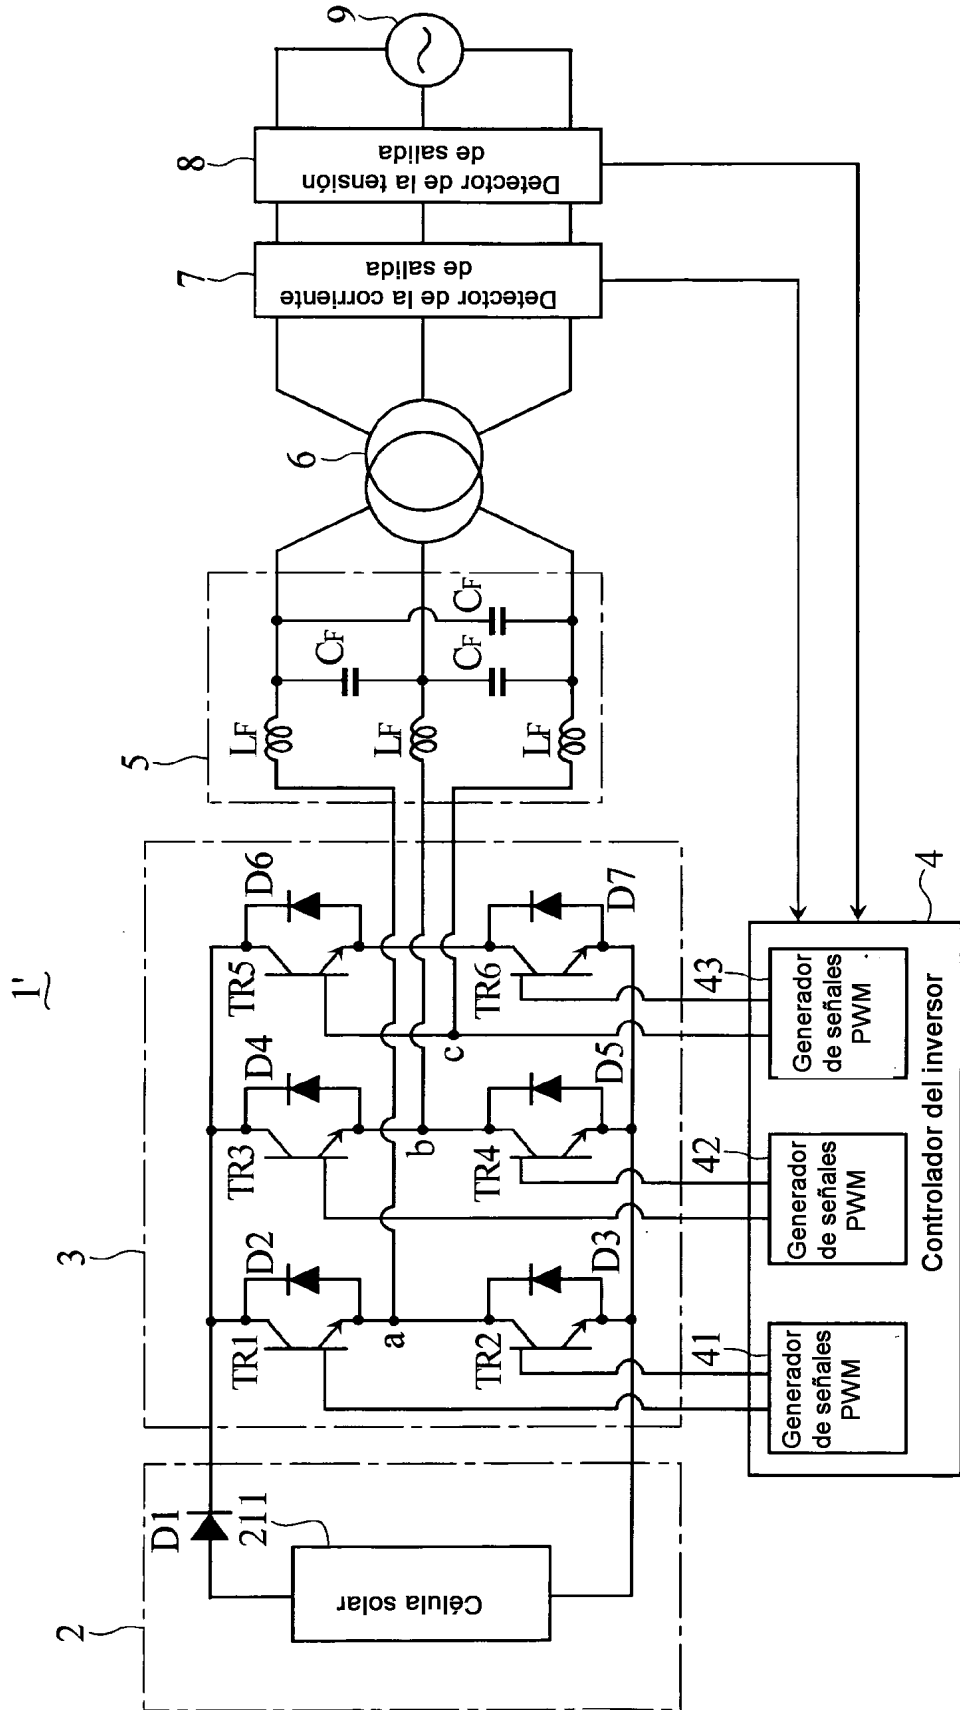 1'
2
D1
211
Célula solar
3
TR1
D2
TR3
D4
TR5
D6
a
b
c
TR2
D3
TR4
D5
TR6
D7
5
LF
LF
LF
CF
CF
CF
6
7
Detector de la corriente
de salida
8
Detector de la tensión
de salida
9
41
Generador
de señales
PWM
42
Generador
de señales
PWM
43
Generador
de señales
PWM
Controlador del inversor
4